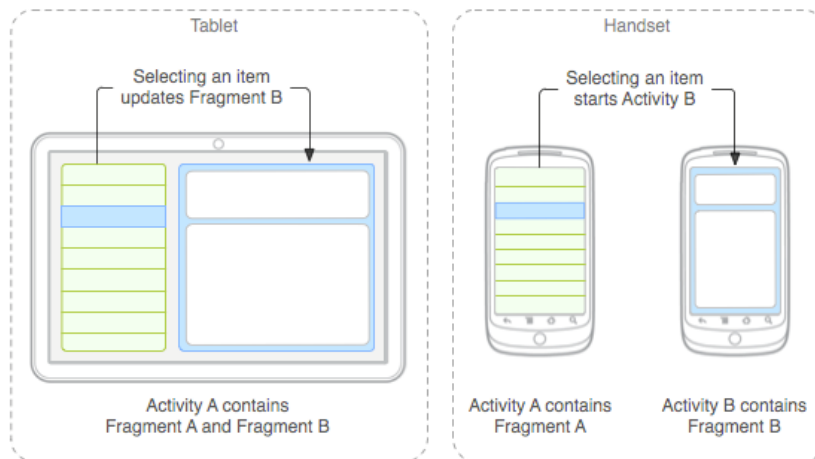 Tablet
Selecting an item
updates Fragment B
Activity A contains
Fragment A and Fragment B
Handset
Selecting an item
starts Activity B
Activity A contains
Fragment A
Activity B contains
Fragment B